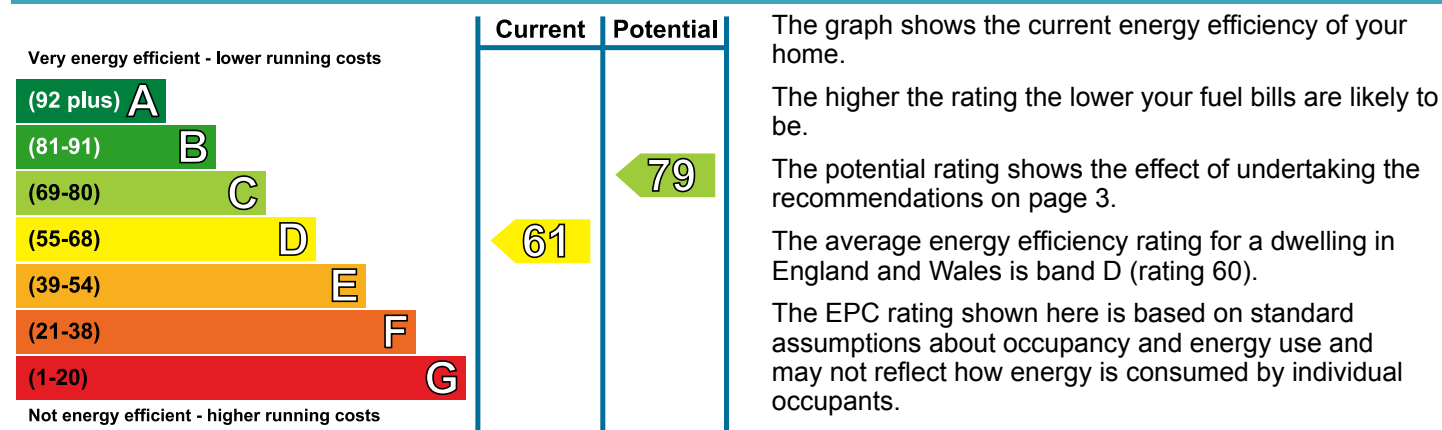 Current Potential
Very energy efficient - lower running costs
(92 plus) A
(81-91) B
(69-80) C
(55-68) D
(39-54) E
(21-38) F
(1-20) G
Not energy efficient - higher running costs
79
61
The graph shows the current energy efficiency of your
home.
The higher the rating the lower your fuel bills are likely to
be.
The potential rating shows the effect of undertaking the
recommendations on page 3.
The average energy efficiency rating for a dwelling in
England and Wales is band D (rating 60).
The EPC rating shown here is based on standard
assumptions about occupancy and energy use and
may not reflect how energy is consumed by individual
occupants.